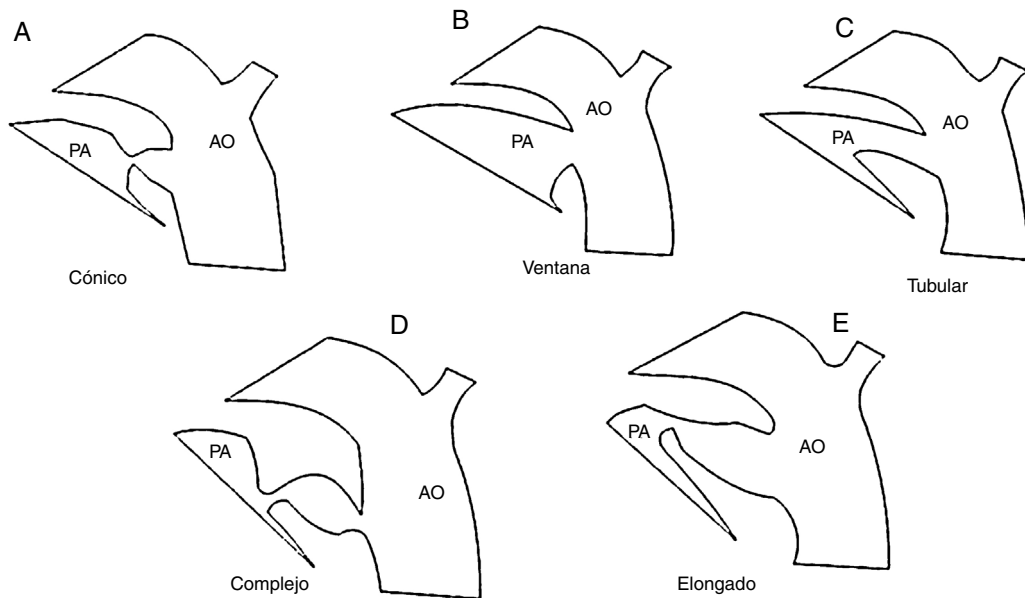 A
PA
AO
Cónico
B
PA
AO
Ventana
C
PA
AO
Tubular
D
PA
AO
Complejo
E
PA
AO
Elongado